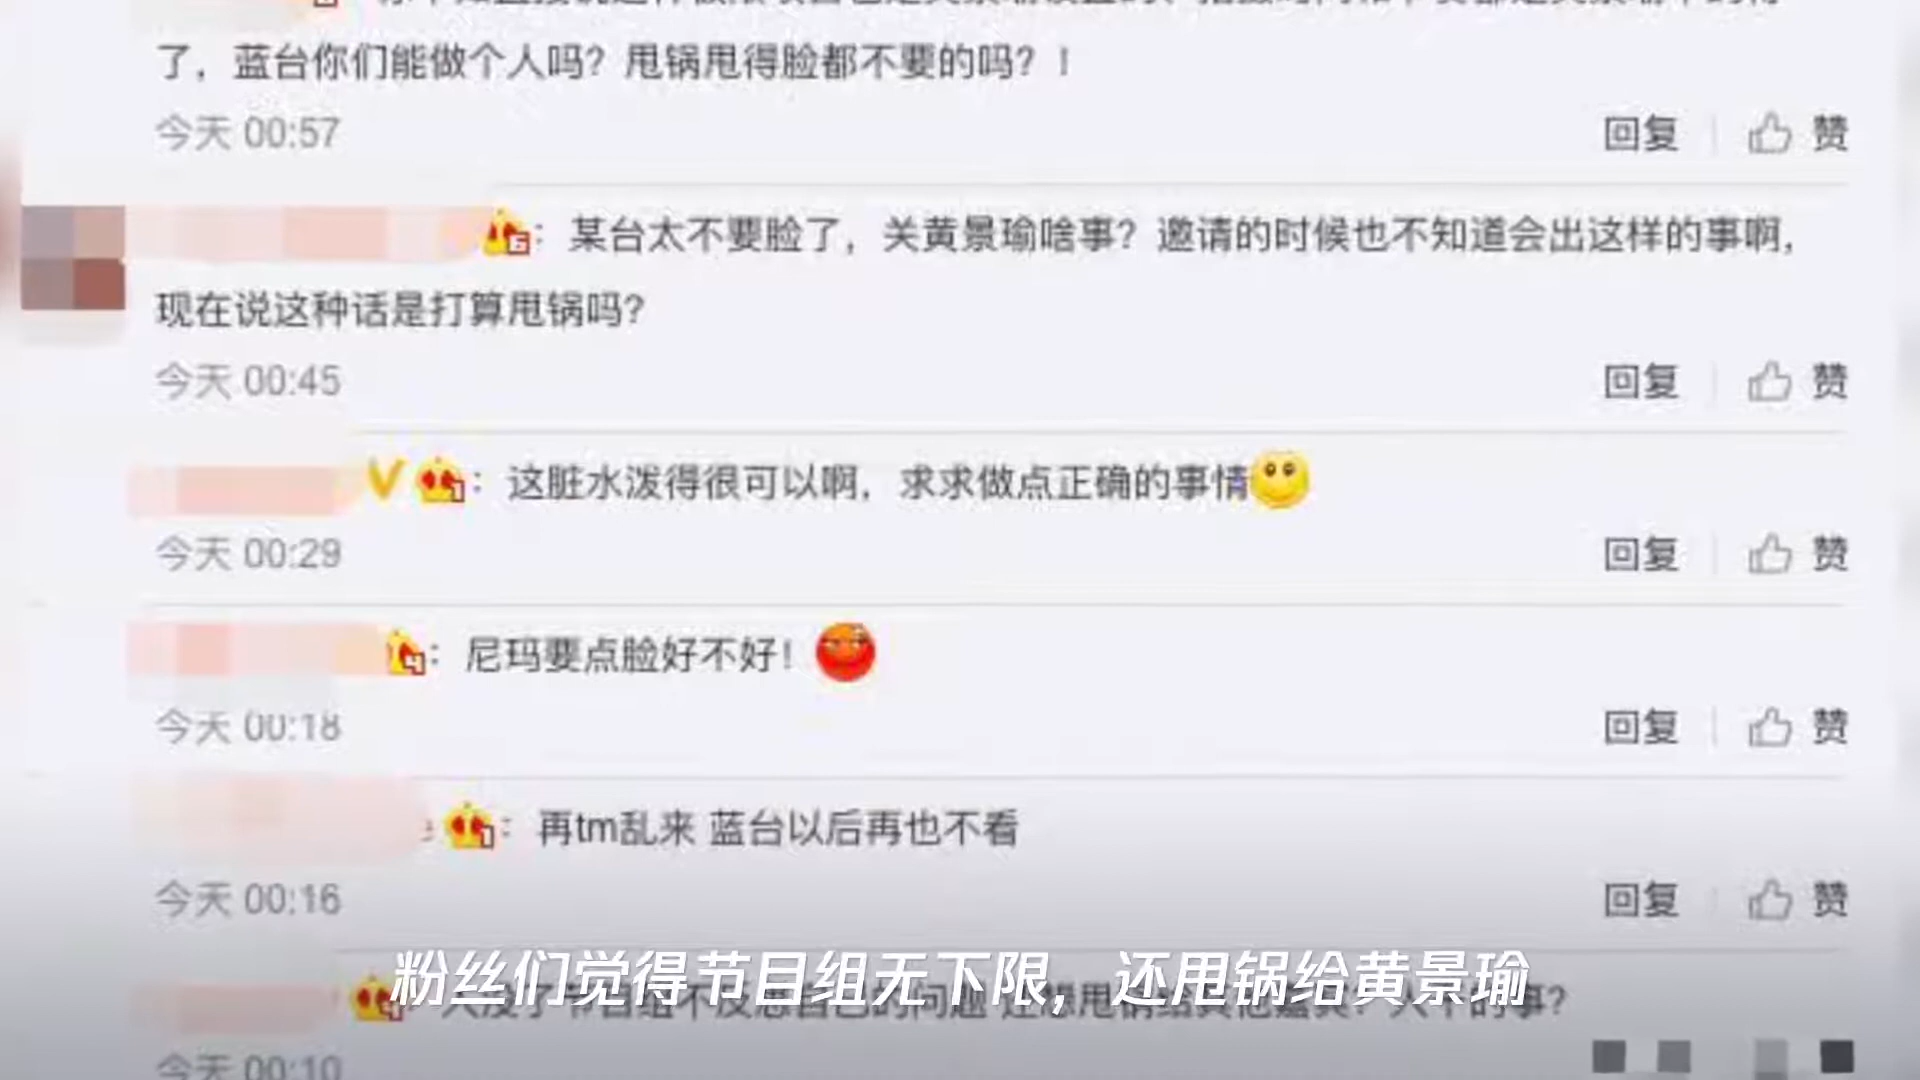 了，蓝台你们能做个人吗？甩锅甩得脸都不要的吗？！
今天 00:57 回复 赞
某台太不要脸了，关黄景瑜啥事？邀请的时候也不知道会出这样的事啊，
现在说这种话是打算甩锅吗？
今天 00:45 回复 赞
这脏水泼得很可以啊，求求做点正确的事情
今天 00:29 回复 赞
尼玛要点脸好不好！
今天 00:18 回复 赞
再tm乱来 蓝台以后再也不看
今天 00:16 回复 赞
粉丝们觉得节目组无下限，还甩锅给黄景瑜
今天 00:10